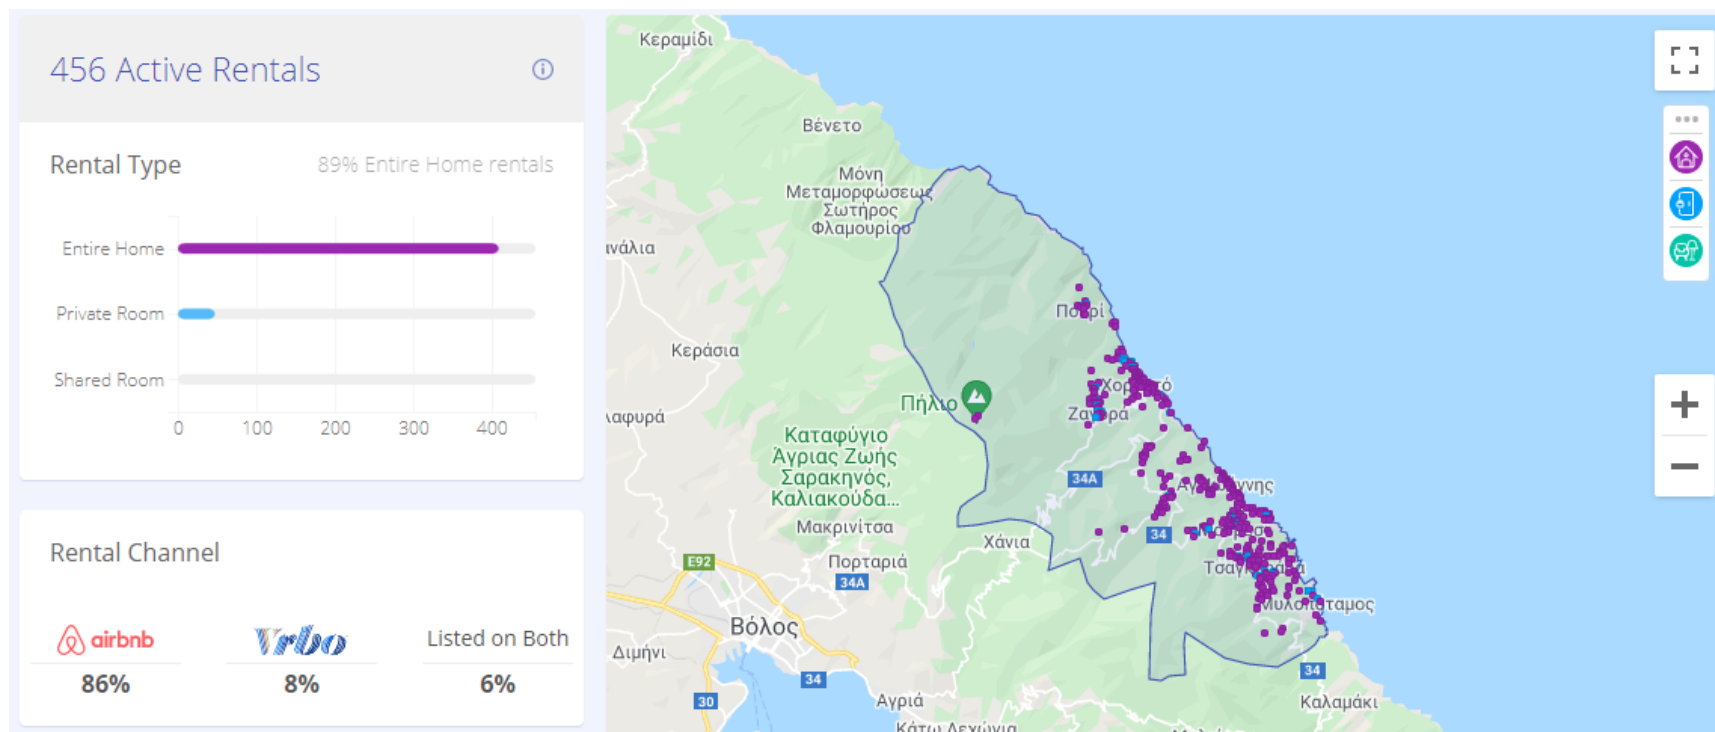 456 Active Rentals
Rental Type
89% Entire Home rentals
Entire Home
Private Room
Shared Room
0 100 200 300 400
Rental Channel
airbnb
Vrbo
Listed on Both
86%
8%
6%
Κεραμίδι
Βένετο
Μόνη
Μεταμορφώσεως
Σωτήρος
Φλαμουρίου
Κεράσια
Πήλιο
Καταφύγιο
Άγριας Ζωής
Σαρακηνός,
Καλιακούδα...
34A
Μακρινίτσα
Χάνια
34
E92
Πορταριά
34A
Βόλος
Διμήνι
34
34
30
Αγριά
Καλαμάκι